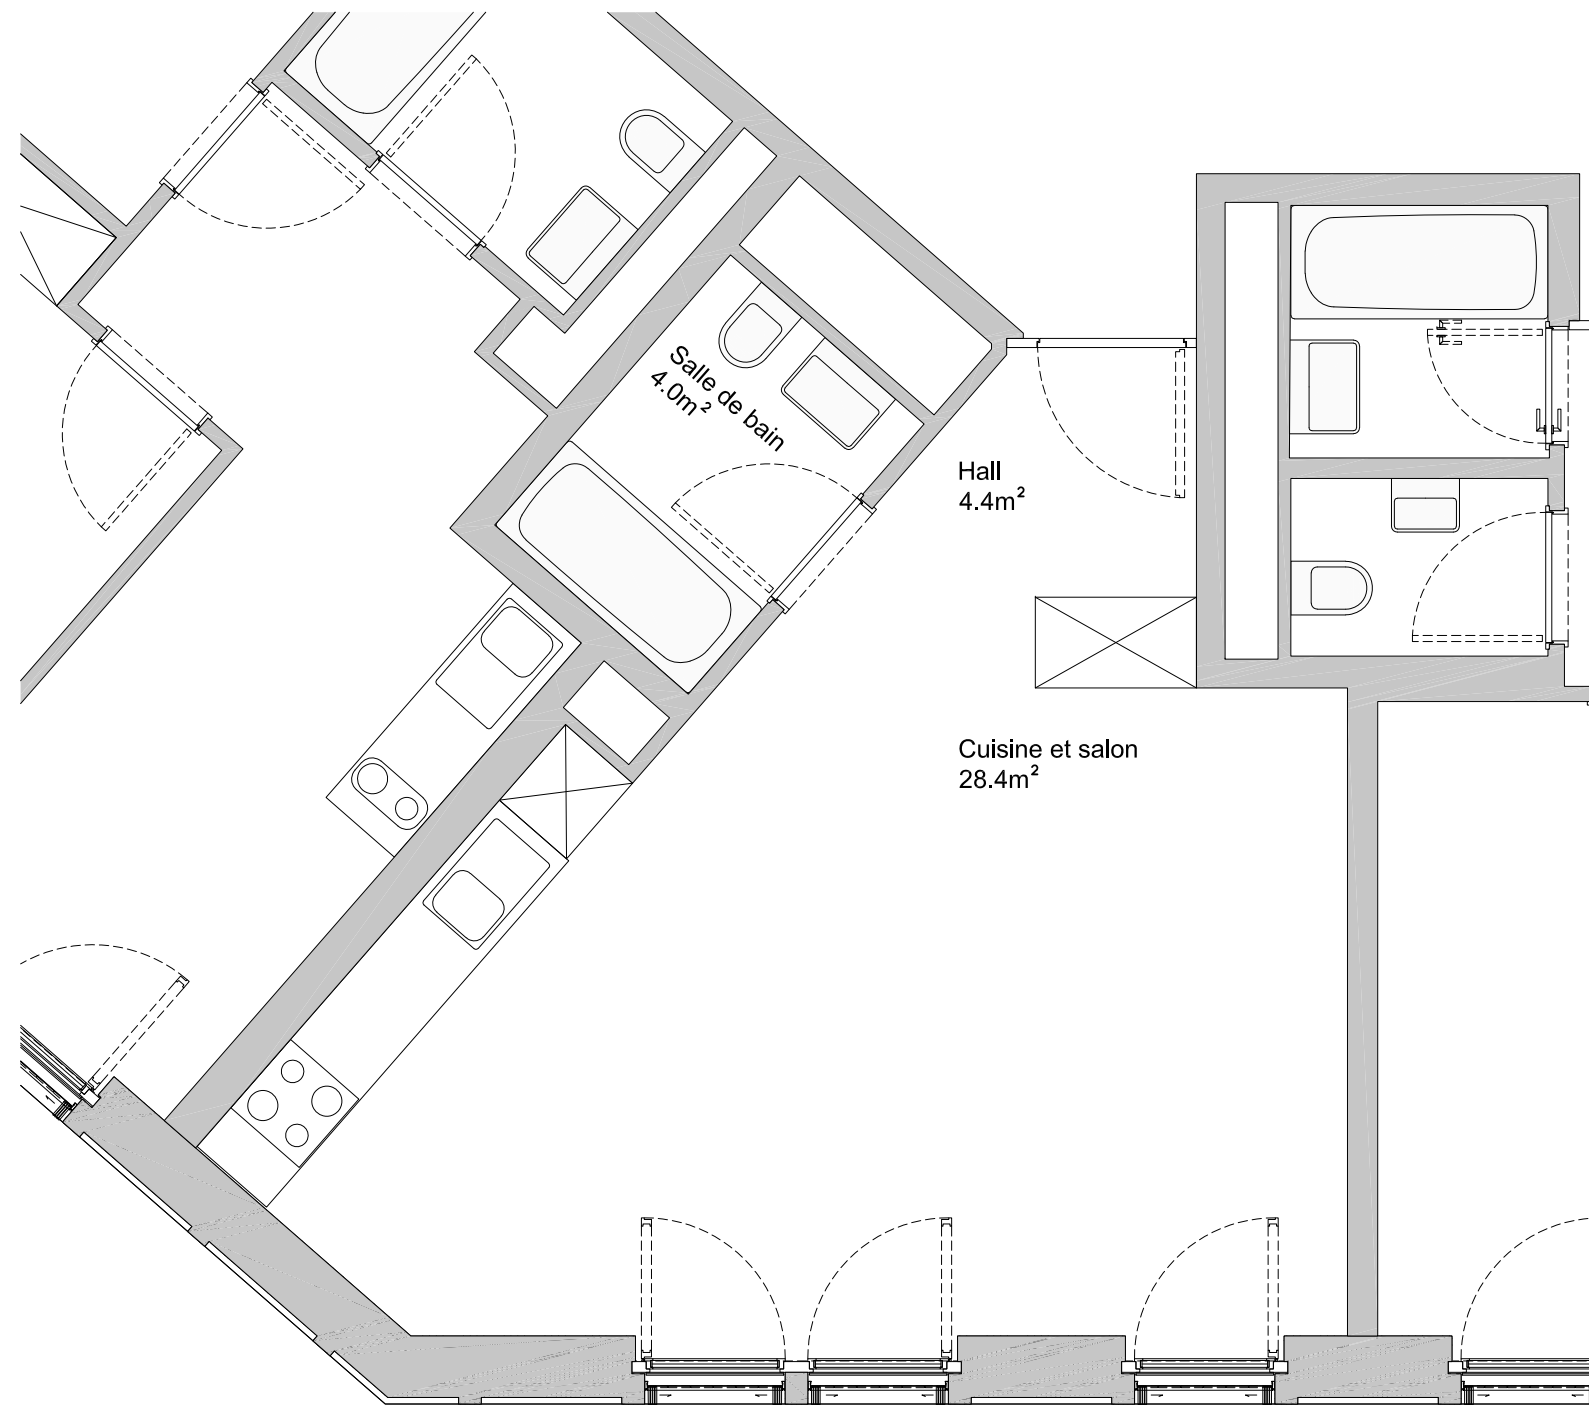 Salle de bain
4.0m²
Hall
4.4m²
Cuisine et salon
28.4m²